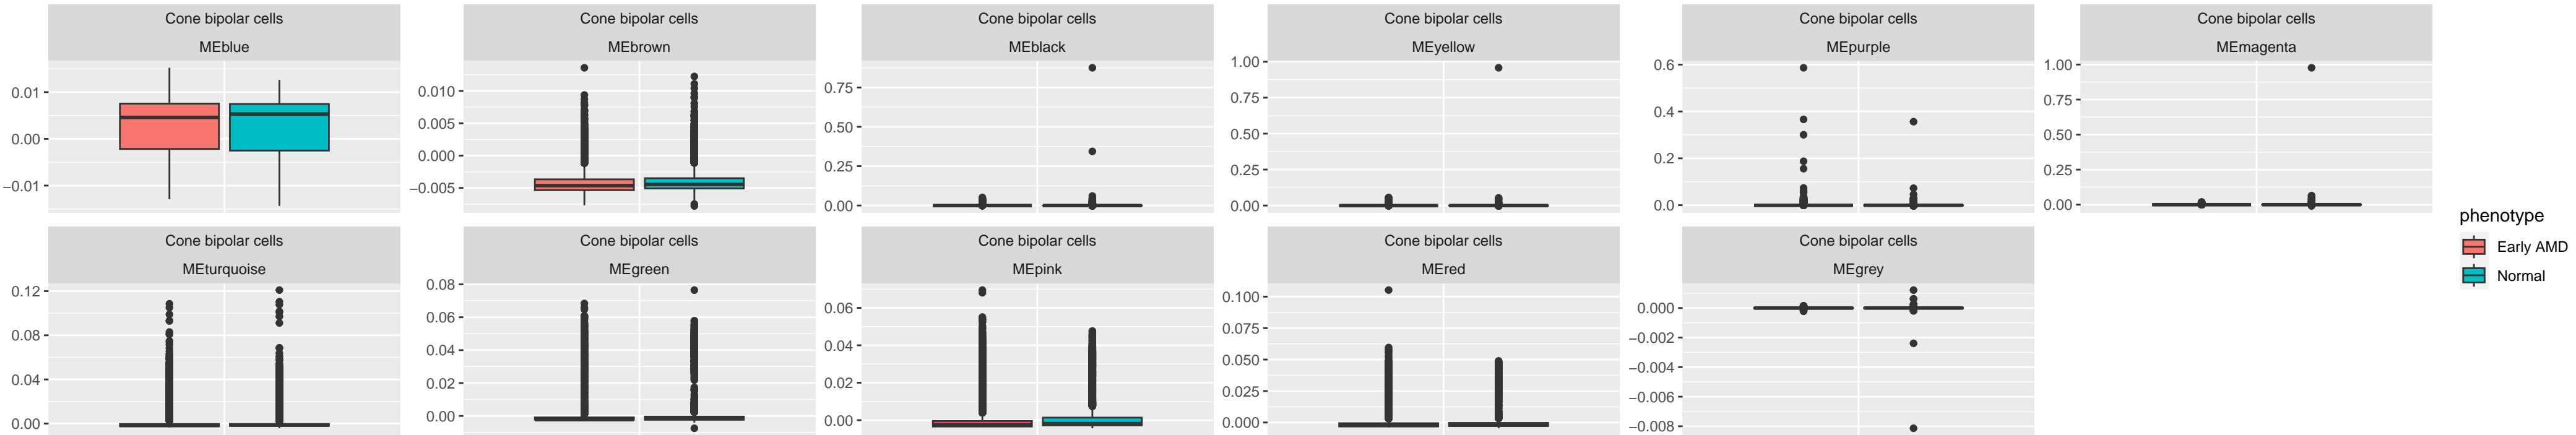 Cone bipolar cells
MEblue
0.01
0.00
−0.01
Cone bipolar cells
MEbrown
0.010
0.005
0.000
−0.005
Cone bipolar cells
MEblack
0.75
0.50
0.25
0.00
Cone bipolar cells
MEyellow
1.00
0.75
0.50
0.25
0.00
Cone bipolar cells
MEpurple
0.6
0.4
0.2
0.0
Cone bipolar cells
MEmagenta
1.00
0.75
0.50
0.25
0.00
Cone bipolar cells
MEturquoise
0.12
0.08
0.04
0.00
Cone bipolar cells
MEgreen
0.08
0.06
0.04
0.02
0.00
Cone bipolar cells
MEpink
0.06
0.04
0.02
0.00
Cone bipolar cells
MEred
0.100
0.075
0.050
0.025
0.000
Cone bipolar cells
MEgrey
0.000
−0.002
−0.004
−0.006
−0.008
phenotype
Early AMD
Normal